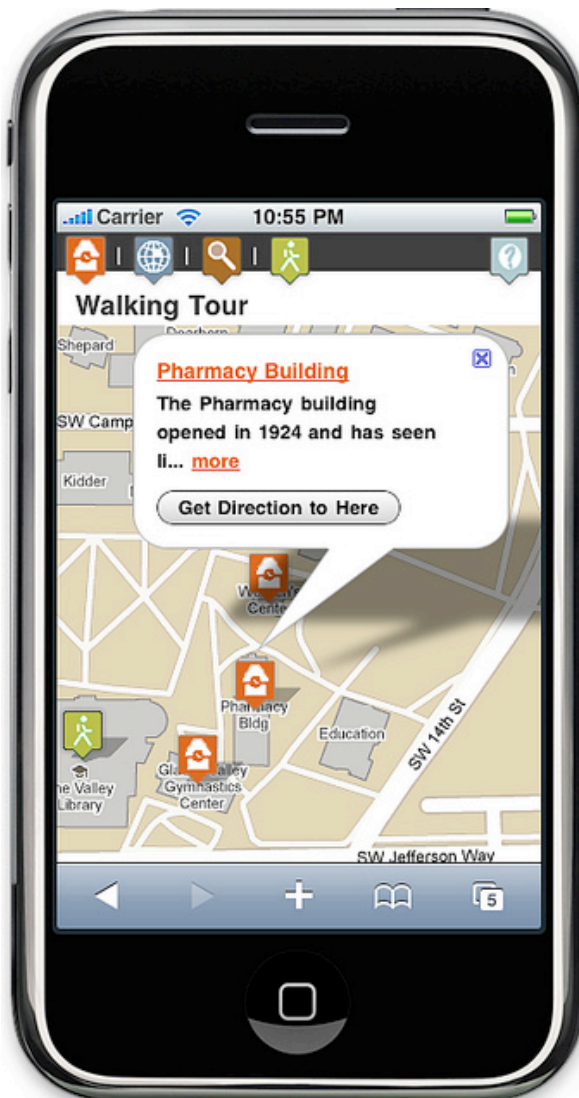 Carrier 10:55 PM
Walking Tour
Shepard
Pharmacy Building
The Pharmacy building
opened in 1924 and has seen
li... more
SW Camp
Kidder
Get Direction to Here
Center
Pharmacy
Bldg
Education
SW 14th St
Gymnastics
Center
Valley
Library
SW Jefferson Way
5